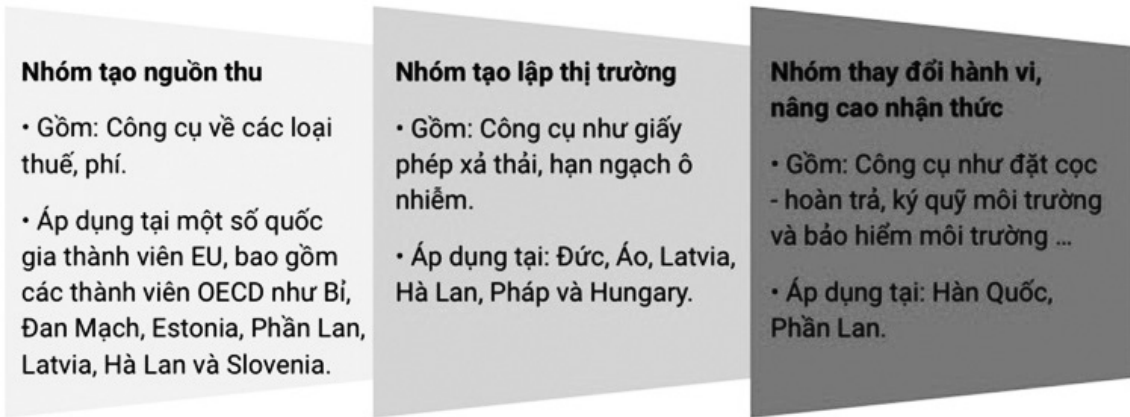 Nhóm tạo nguồn thu
• Gồm: Công cụ về các loại
thuế, phí.
• Áp dụng tại một số quốc
gia thành viên EU, bao gồm
các thành viên OECD như Bỉ,
Đan Mạch, Estonia, Phần Lan,
Latvia, Hà Lan và Slovenia.
Nhóm tạo lập thị trường
• Gồm: Công cụ như giấy
phép xả thải, hạn ngạch ô
nhiễm.
• Áp dụng tại: Đức, Áo, Latvia,
Hà Lan, Pháp và Hungary.
Nhóm thay đổi hành vi,
nâng cao nhận thức
• Gồm: Công cụ như đặt cọc
- hoàn trả, ký quỹ môi trường
và bảo hiểm môi trường ...
• Áp dụng tại: Hàn Quốc,
Phần Lan.